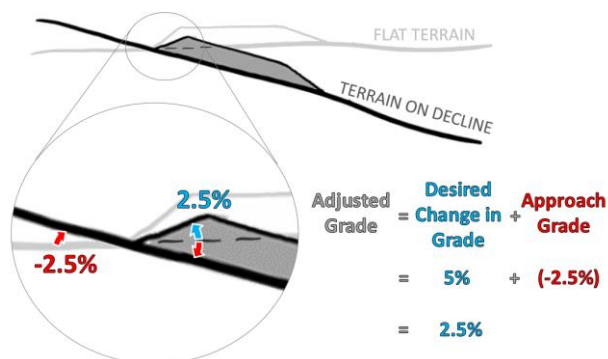 FLAT TERRAIN
TERRAIN ON DECLINE
2.5%
-2.5%
Adjusted Grade = Desired Change in Grade + Approach Grade
= 5% + (-2.5%)
= 2.5%